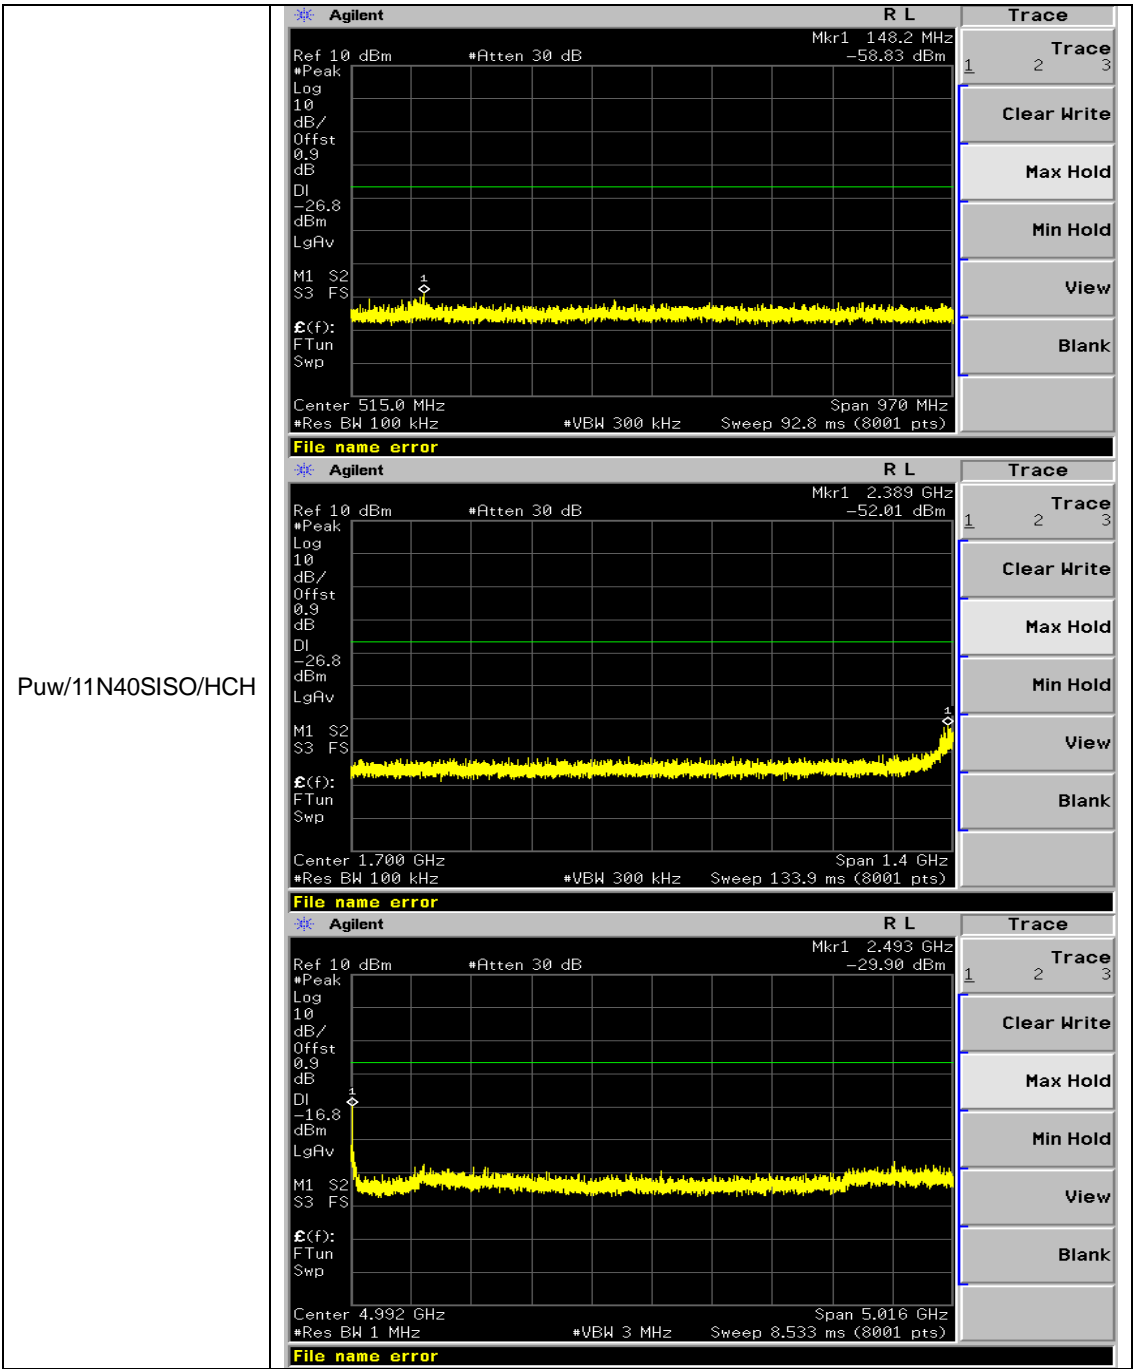 Puw/11N40SISO/HCH
Agilent R L Trace
Mkr1 148.2 MHz
Ref 10 dBm #Atten 30 dB -58.83 dBm
Trace
1 2 3
#Peak
Log
10
dB/
Offst
0.9
dB
DI
-26.8
dBm
LgAv
M1 S2
S3 FS
£(f):
FTun
Swp
1
Clear Write
Max Hold
Min Hold
View
Blank
Center 515.0 MHz Span 970 MHz
#Res BW 100 kHz #VBW 300 kHz Sweep 92.8 ms (8001 pts)
File name error
Agilent R L Trace
Mkr1 2.389 GHz
Ref 10 dBm #Atten 30 dB -52.01 dBm
Trace
1 2 3
#Peak
Log
10
dB/
Offst
0.9
dB
DI
-26.8
dBm
LgAv
M1 S2
S3 FS
£(f):
FTun
Swp
1
Clear Write
Max Hold
Min Hold
View
Blank
Center 1.700 GHz Span 1.4 GHz
#Res BW 100 kHz #VBW 300 kHz Sweep 133.9 ms (8001 pts)
File name error
Agilent R L Trace
Mkr1 2.493 GHz
Ref 10 dBm #Atten 30 dB -29.90 dBm
Trace
1 2 3
#Peak
Log
10
dB/
Offst
0.9
dB
DI
-16.8
dBm
LgAv
M1 S2
S3 FS
£(f):
FTun
Swp
1
Clear Write
Max Hold
Min Hold
View
Blank
Center 4.992 GHz Span 5.016 GHz
#Res BW 1 MHz #VBW 3 MHz Sweep 8.533 ms (8001 pts)
File name error